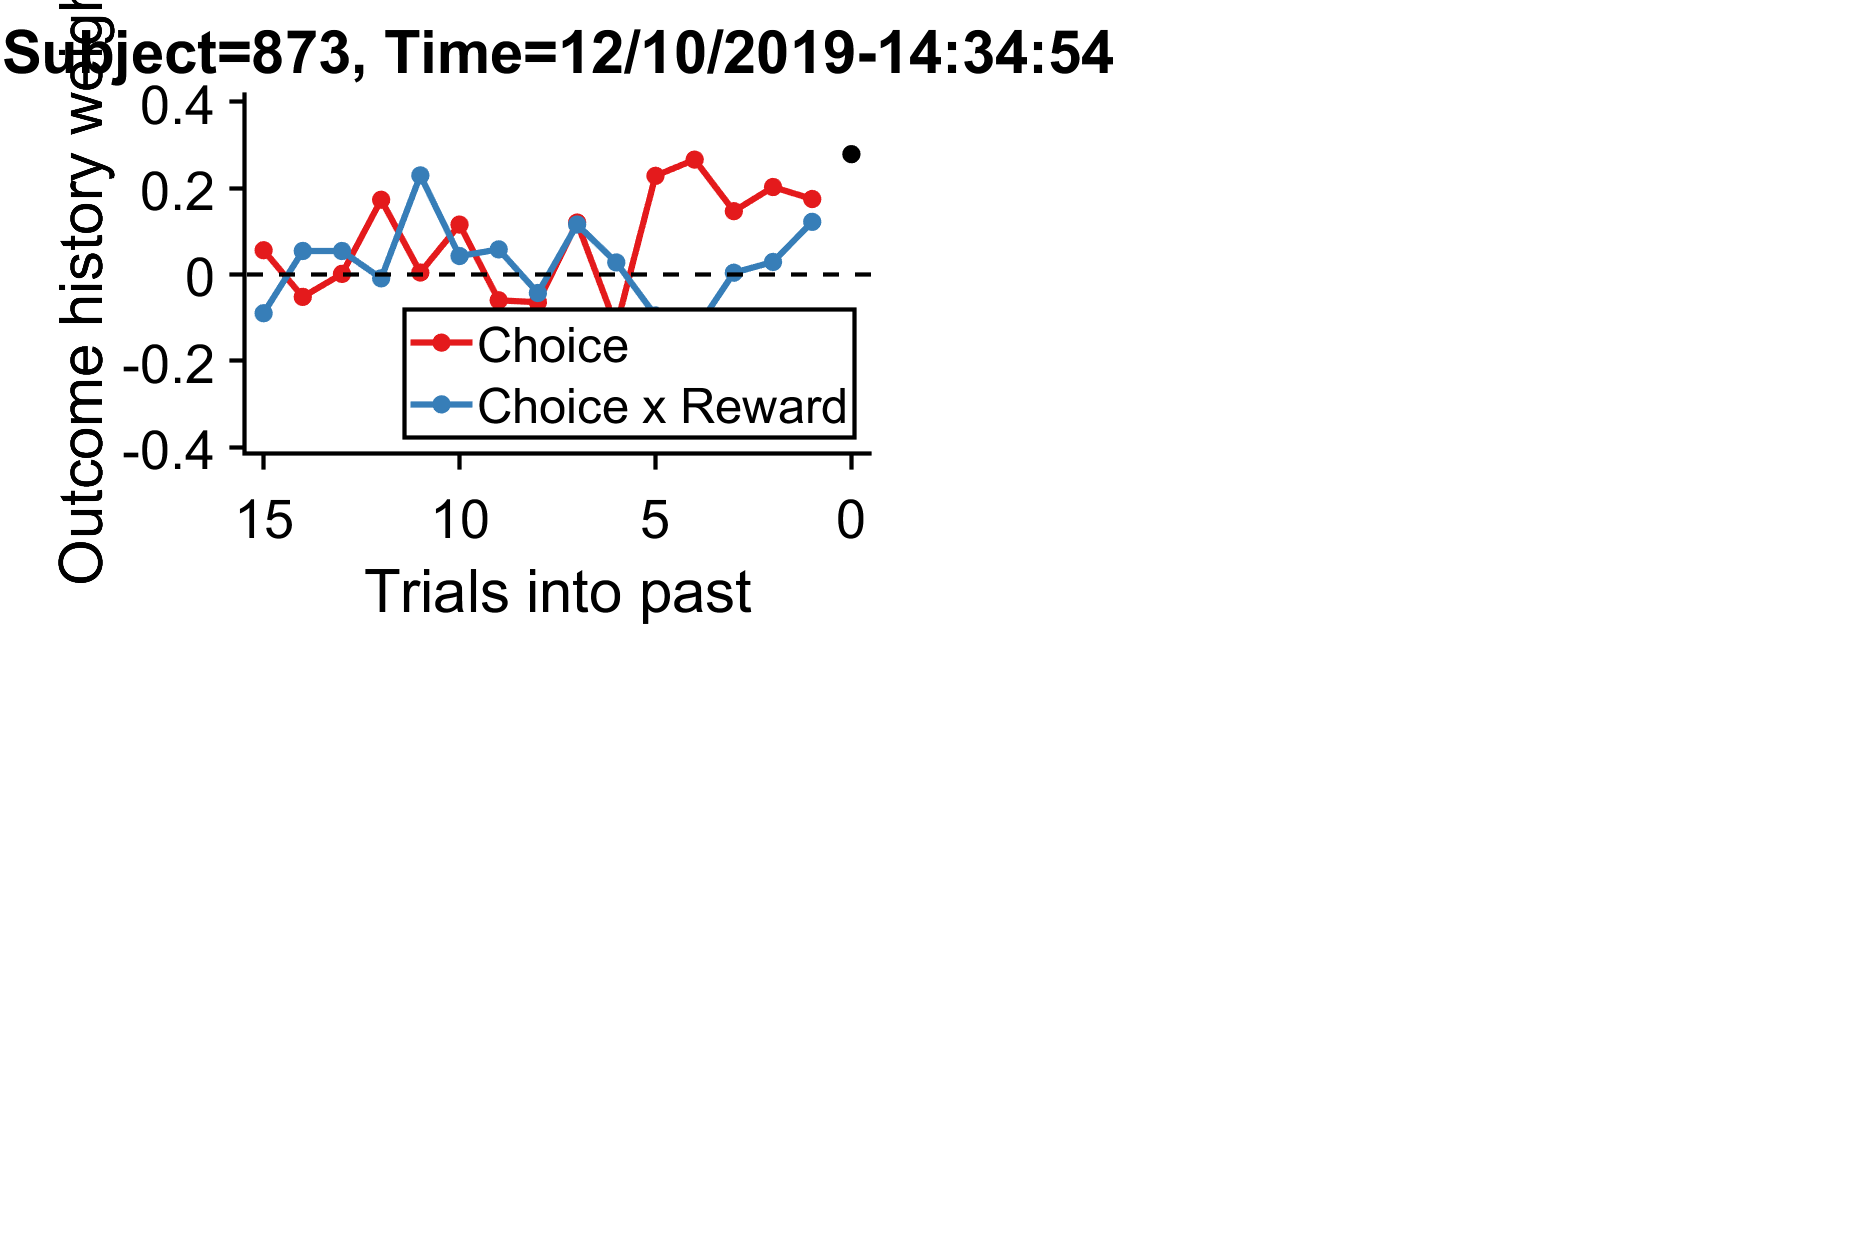 Subject=873, Time=12/10/2019-14:34:54
Outcome history
0.4
0.2
0
-0.2
-0.4
Choice
Choice x Reward
15 10 5 0
Trials into past